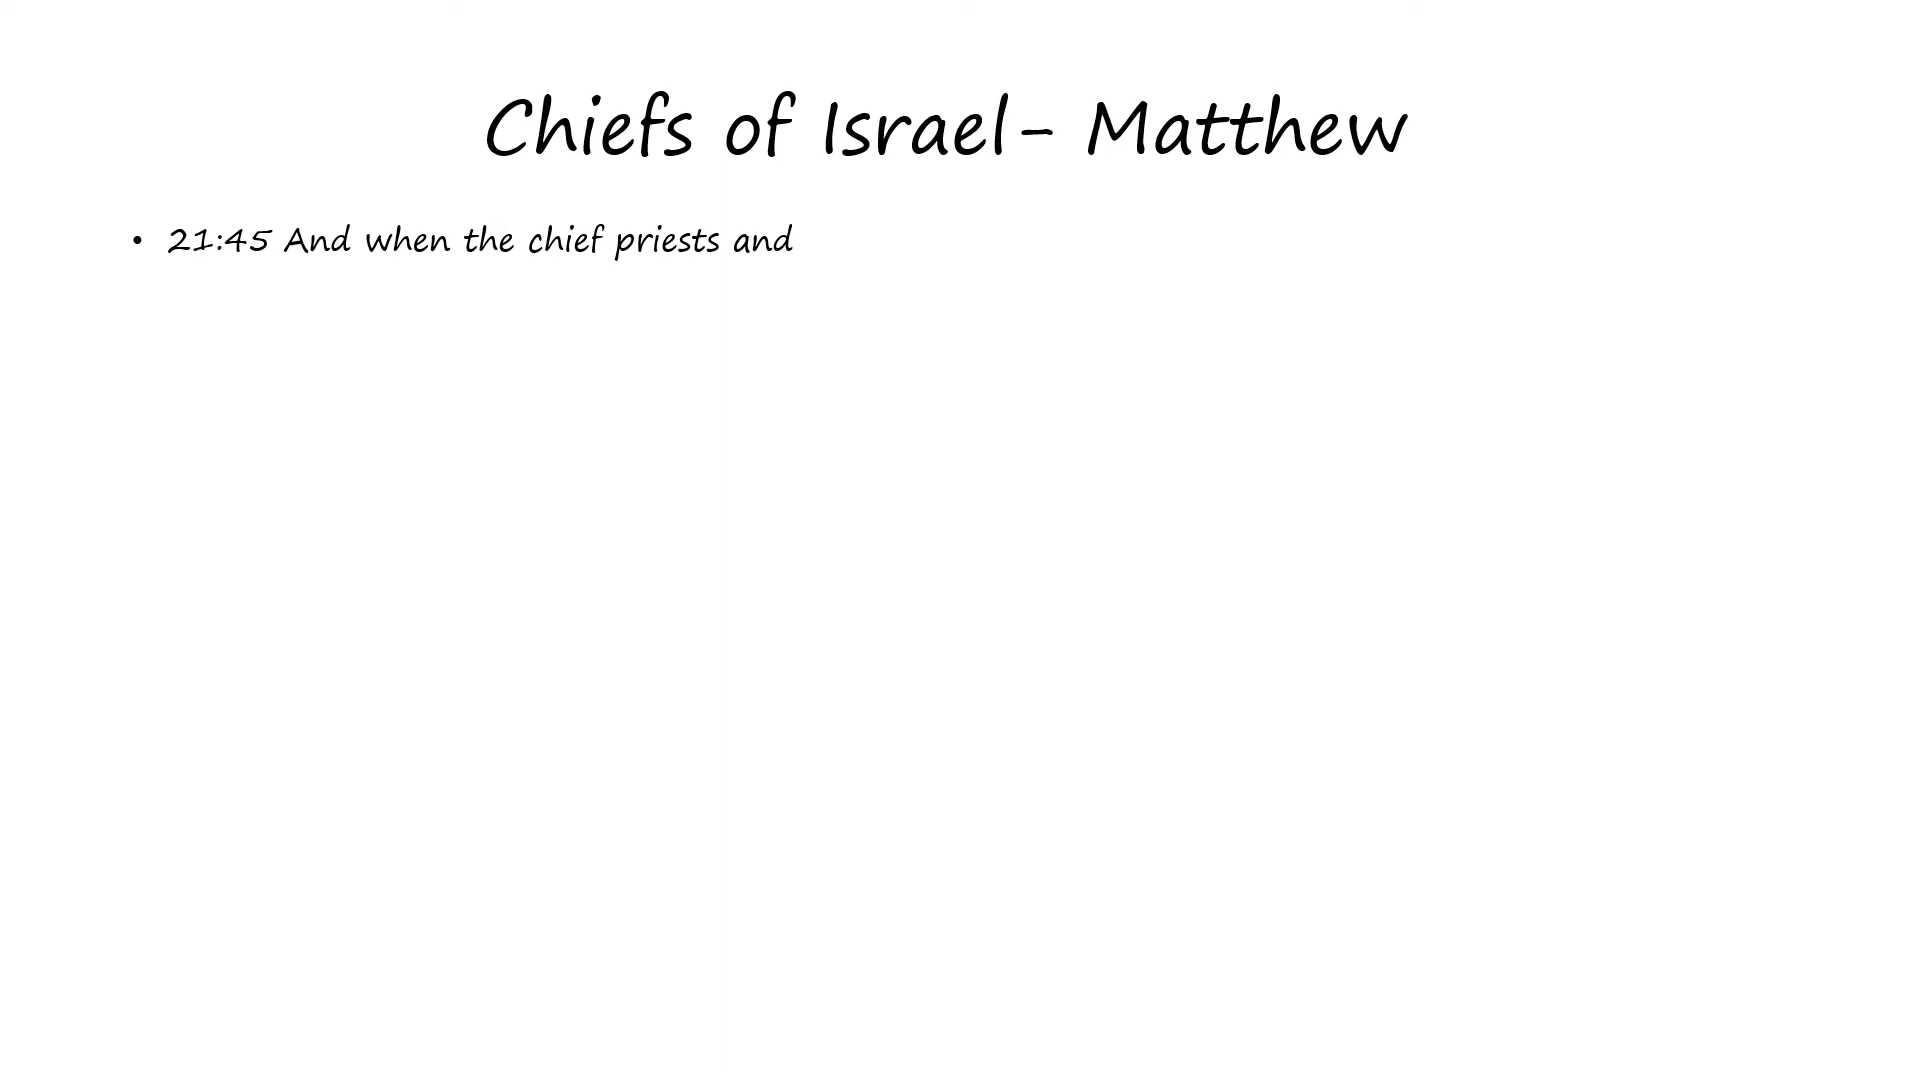 Chiefs of Israel- Matthew
• 21:45 And when the chief priests and